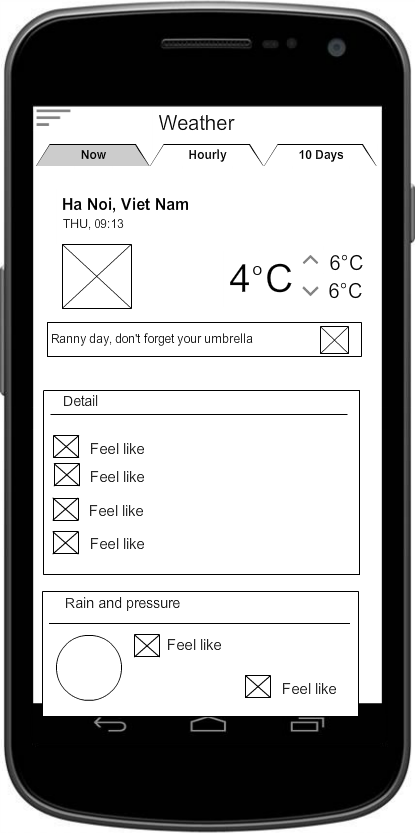 Weather
Now Hourly 10 Days
Ha Noi, Viet Nam
THU, 09:13
4°C
6°C
6°C
Ranny day, don't forget your umbrella
Detail
Feel like
Feel like
Feel like
Feel like
Rain and pressure
Feel like
Feel like